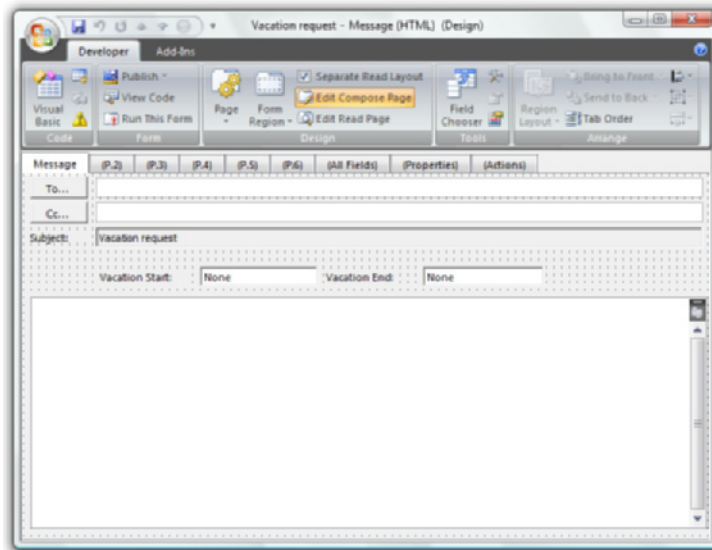 Vacation request - Message (HTML) (Design)
Developer Add-Ins
Visual Basic
Code
Publish
View Code
Run This Form
Form
Page
Form Region
Separate Read Layout
Edit Compose Page
Edit Read Page
Design
Field Chooser
Tools
Region Layout
Bring to Front
Send to Back
Tab Order
Arrange
Message (P.2) (P.3) (P.4) (P.5) (P.6) (All Fields) (Properties) (Actions)
To...
Cc...
Subject: Vacation request
Vacation Start: None Vacation End: None